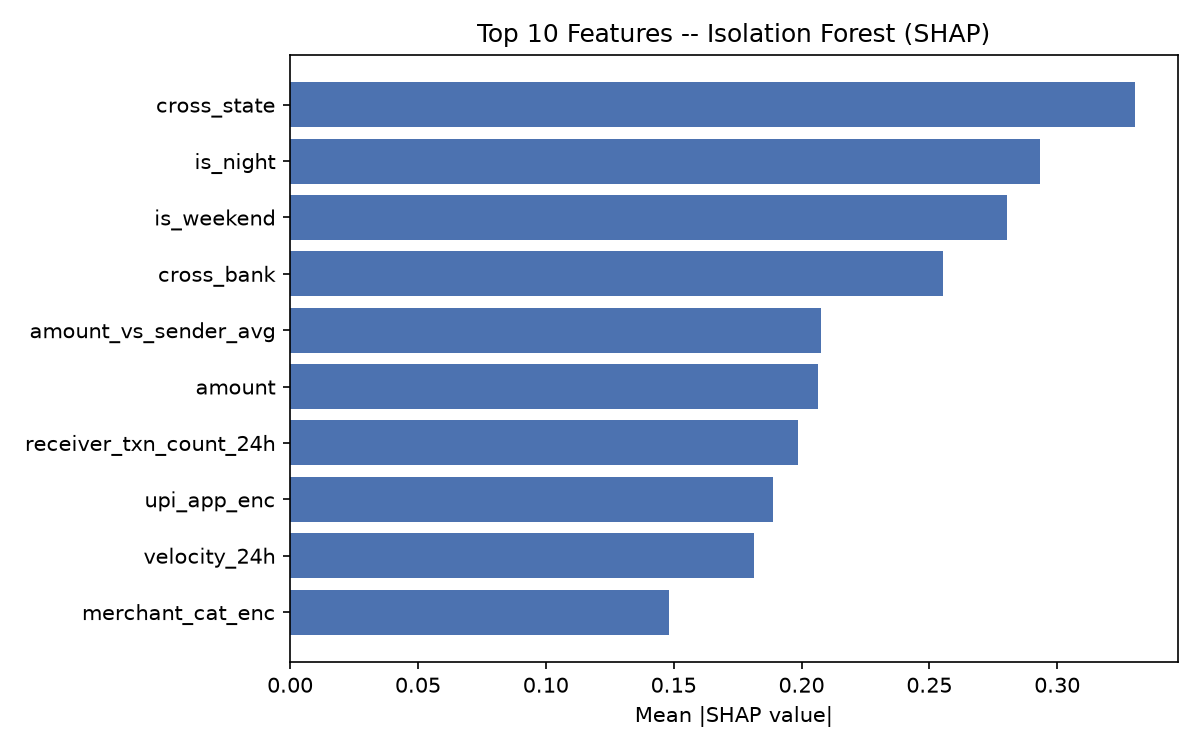 Top 10 Features -- Isolation Forest (SHAP)
cross_state
is_night
is_weekend
cross_bank
amount_vs_sender_avg
amount
receiver_txn_count_24h
upi_app_enc
velocity_24h
merchant_cat_enc
0.00 0.05 0.10 0.15 0.20 0.25 0.30
Mean |SHAP value|